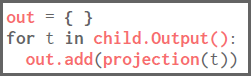 out = { }
for t in child.Output():
out.add(projection(t))